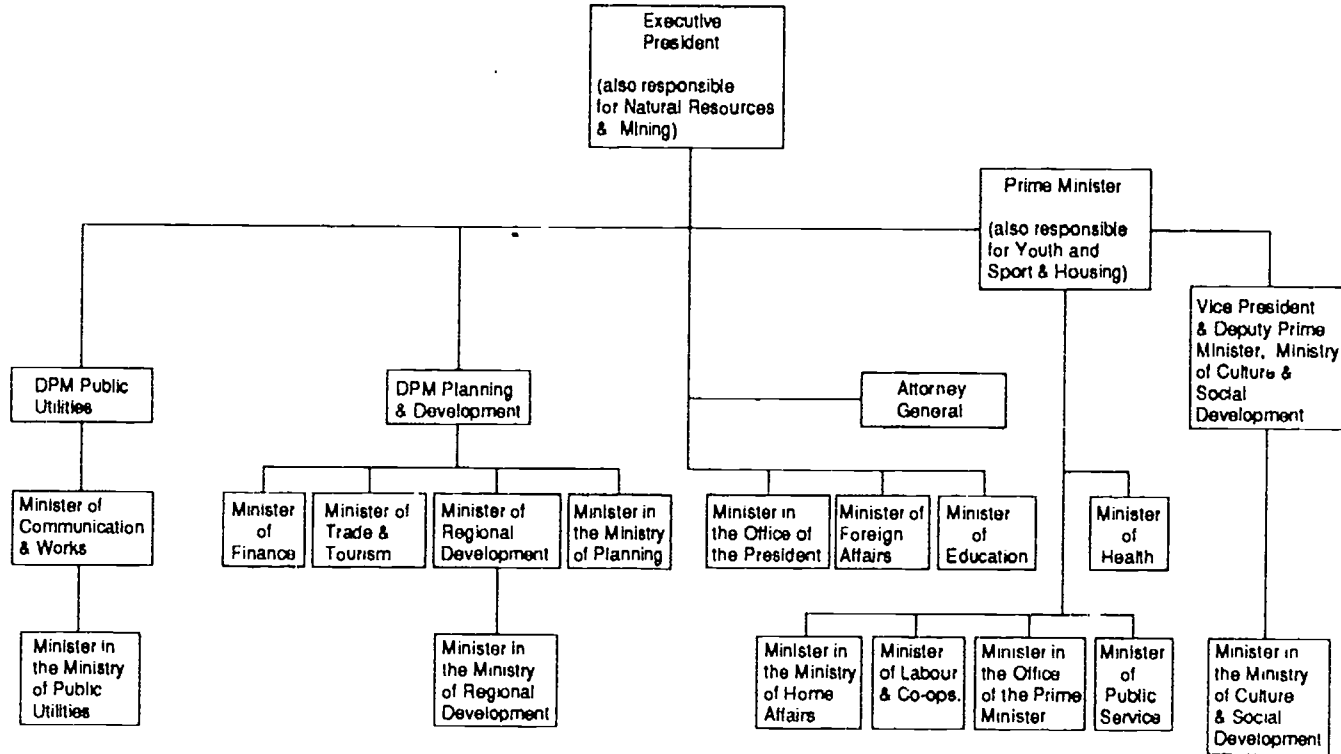 Executive
President
(also responsible
for Natural Resources
& Mining)
Prime Minister
(also responsible
for Youth and
Sport & Housing)
Vice President
& Deputy Prime
Minister, Ministry
of Culture &
Social
Development
DPM Public
Utilities
DPM Planning
& Development
Attorney
General
Minister of
Communication
& Works
Minister
of
Finance
Minister of
Trade &
Tourism
Minister of
Regional
Development
Minister in
the Ministry
of Planning
Minister in
the Office of
the President
Minister of
Foreign
Affairs
Minister
of
Education
Minister
of
Health
Minister in
the Ministry
of Public
Utilities
Minister in
the Ministry
of Regional
Development
Minister in
the Ministry
of Home
Affairs
Minister
of Labour
& Co-ops.
Minister in
the Office
of the Prime
Minister
Minister
of
Public
Service
Minister in
the Ministry
of Culture
& Social
Development